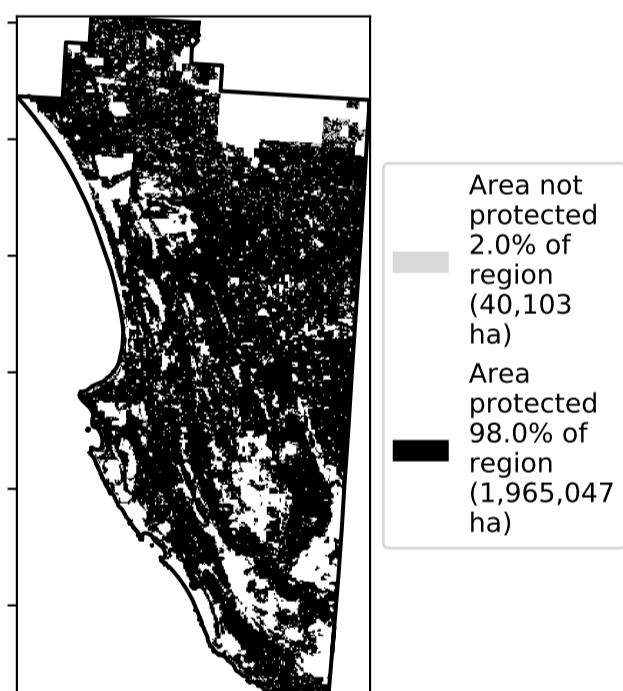 Area not
protected
2.0% of
region
(40,103
ha)
Area
protected
98.0% of
region
(1,965,047
ha)